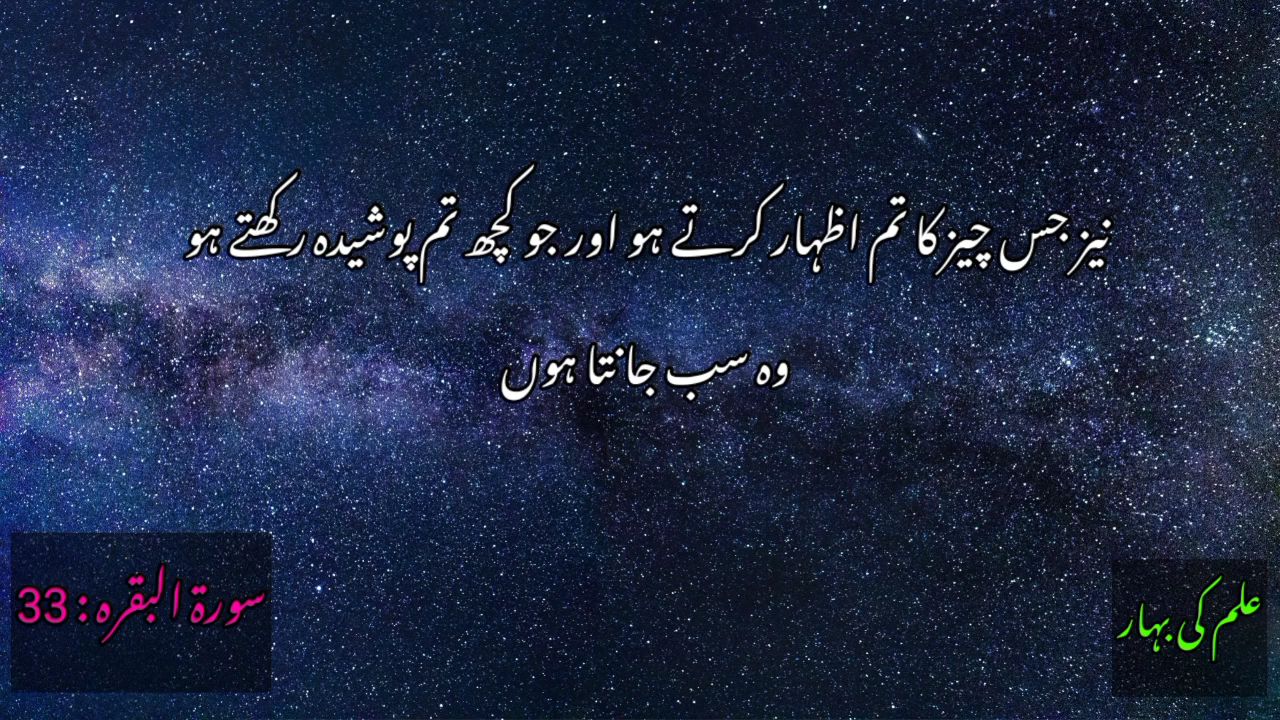 نیز جس چیز کا تم اظہار کرتے ہو اور جو کچھ تم پوشیدہ رکھتے ہو
وہ سب جانتا ہوں
علم کی بہار
سورۃ البقرہ : 33